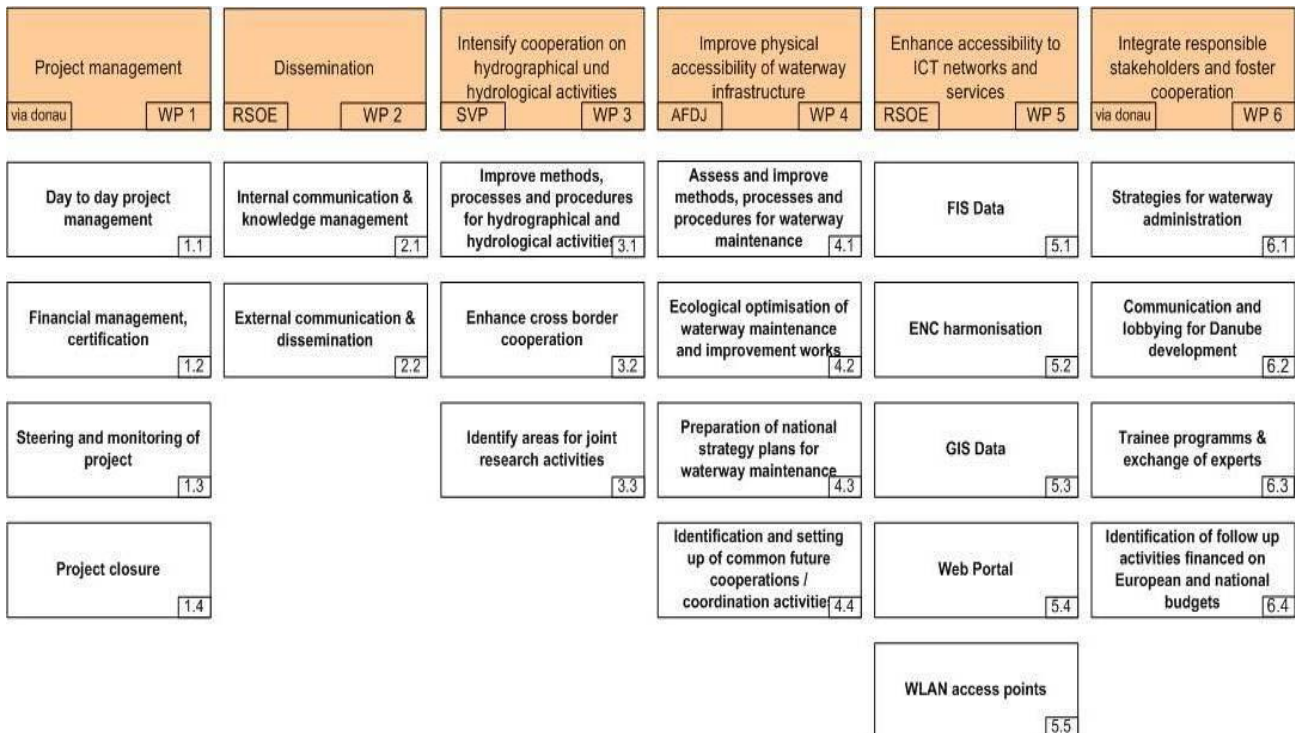 Project management
via donau
WP 1
Dissemination
RSOE
WP 2
Intensify cooperation on
hydrographical und
hydrological activities
SVP
WP 3
Improve physical
accessibility of waterway
infrastructure
AFDJ
WP 4
Enhance accessibility to
ICT networks and
services
RSOE
WP 5
Integrate responsible
stakeholders and foster
cooperation
via donau
WP 6
Day to day project
management
1.1
Internal communication &
knowledge management
2.1
Improve methods,
processes and procedures
for hydrographical and
hydrological activities
3.1
Assess and improve
methods, processes and
procedures for waterway
maintenance
4.1
FIS Data
5.1
Strategies for waterway
administration
6.1
Financial management,
certification
1.2
External communication &
dissemination
2.2
Enhance cross border
cooperation
3.2
Ecological optimisation of
waterway maintenance
and improvement works
4.2
ENC harmonisation
5.2
Communication and
lobbying for Danube
development
6.2
Steering and monitoring of
project
1.3
Identify areas for joint
research activities
3.3
Preparation of national
strategy plans for
waterway maintenance
4.3
GIS Data
5.3
Trainee programms &
exchange of experts
6.3
Project closure
1.4
Identification and setting
up of common future
cooperations /
coordination activities
4.4
Web Portal
5.4
Identification of follow up
activities financed on
European and national
budgets
6.4
WLAN access points
5.5